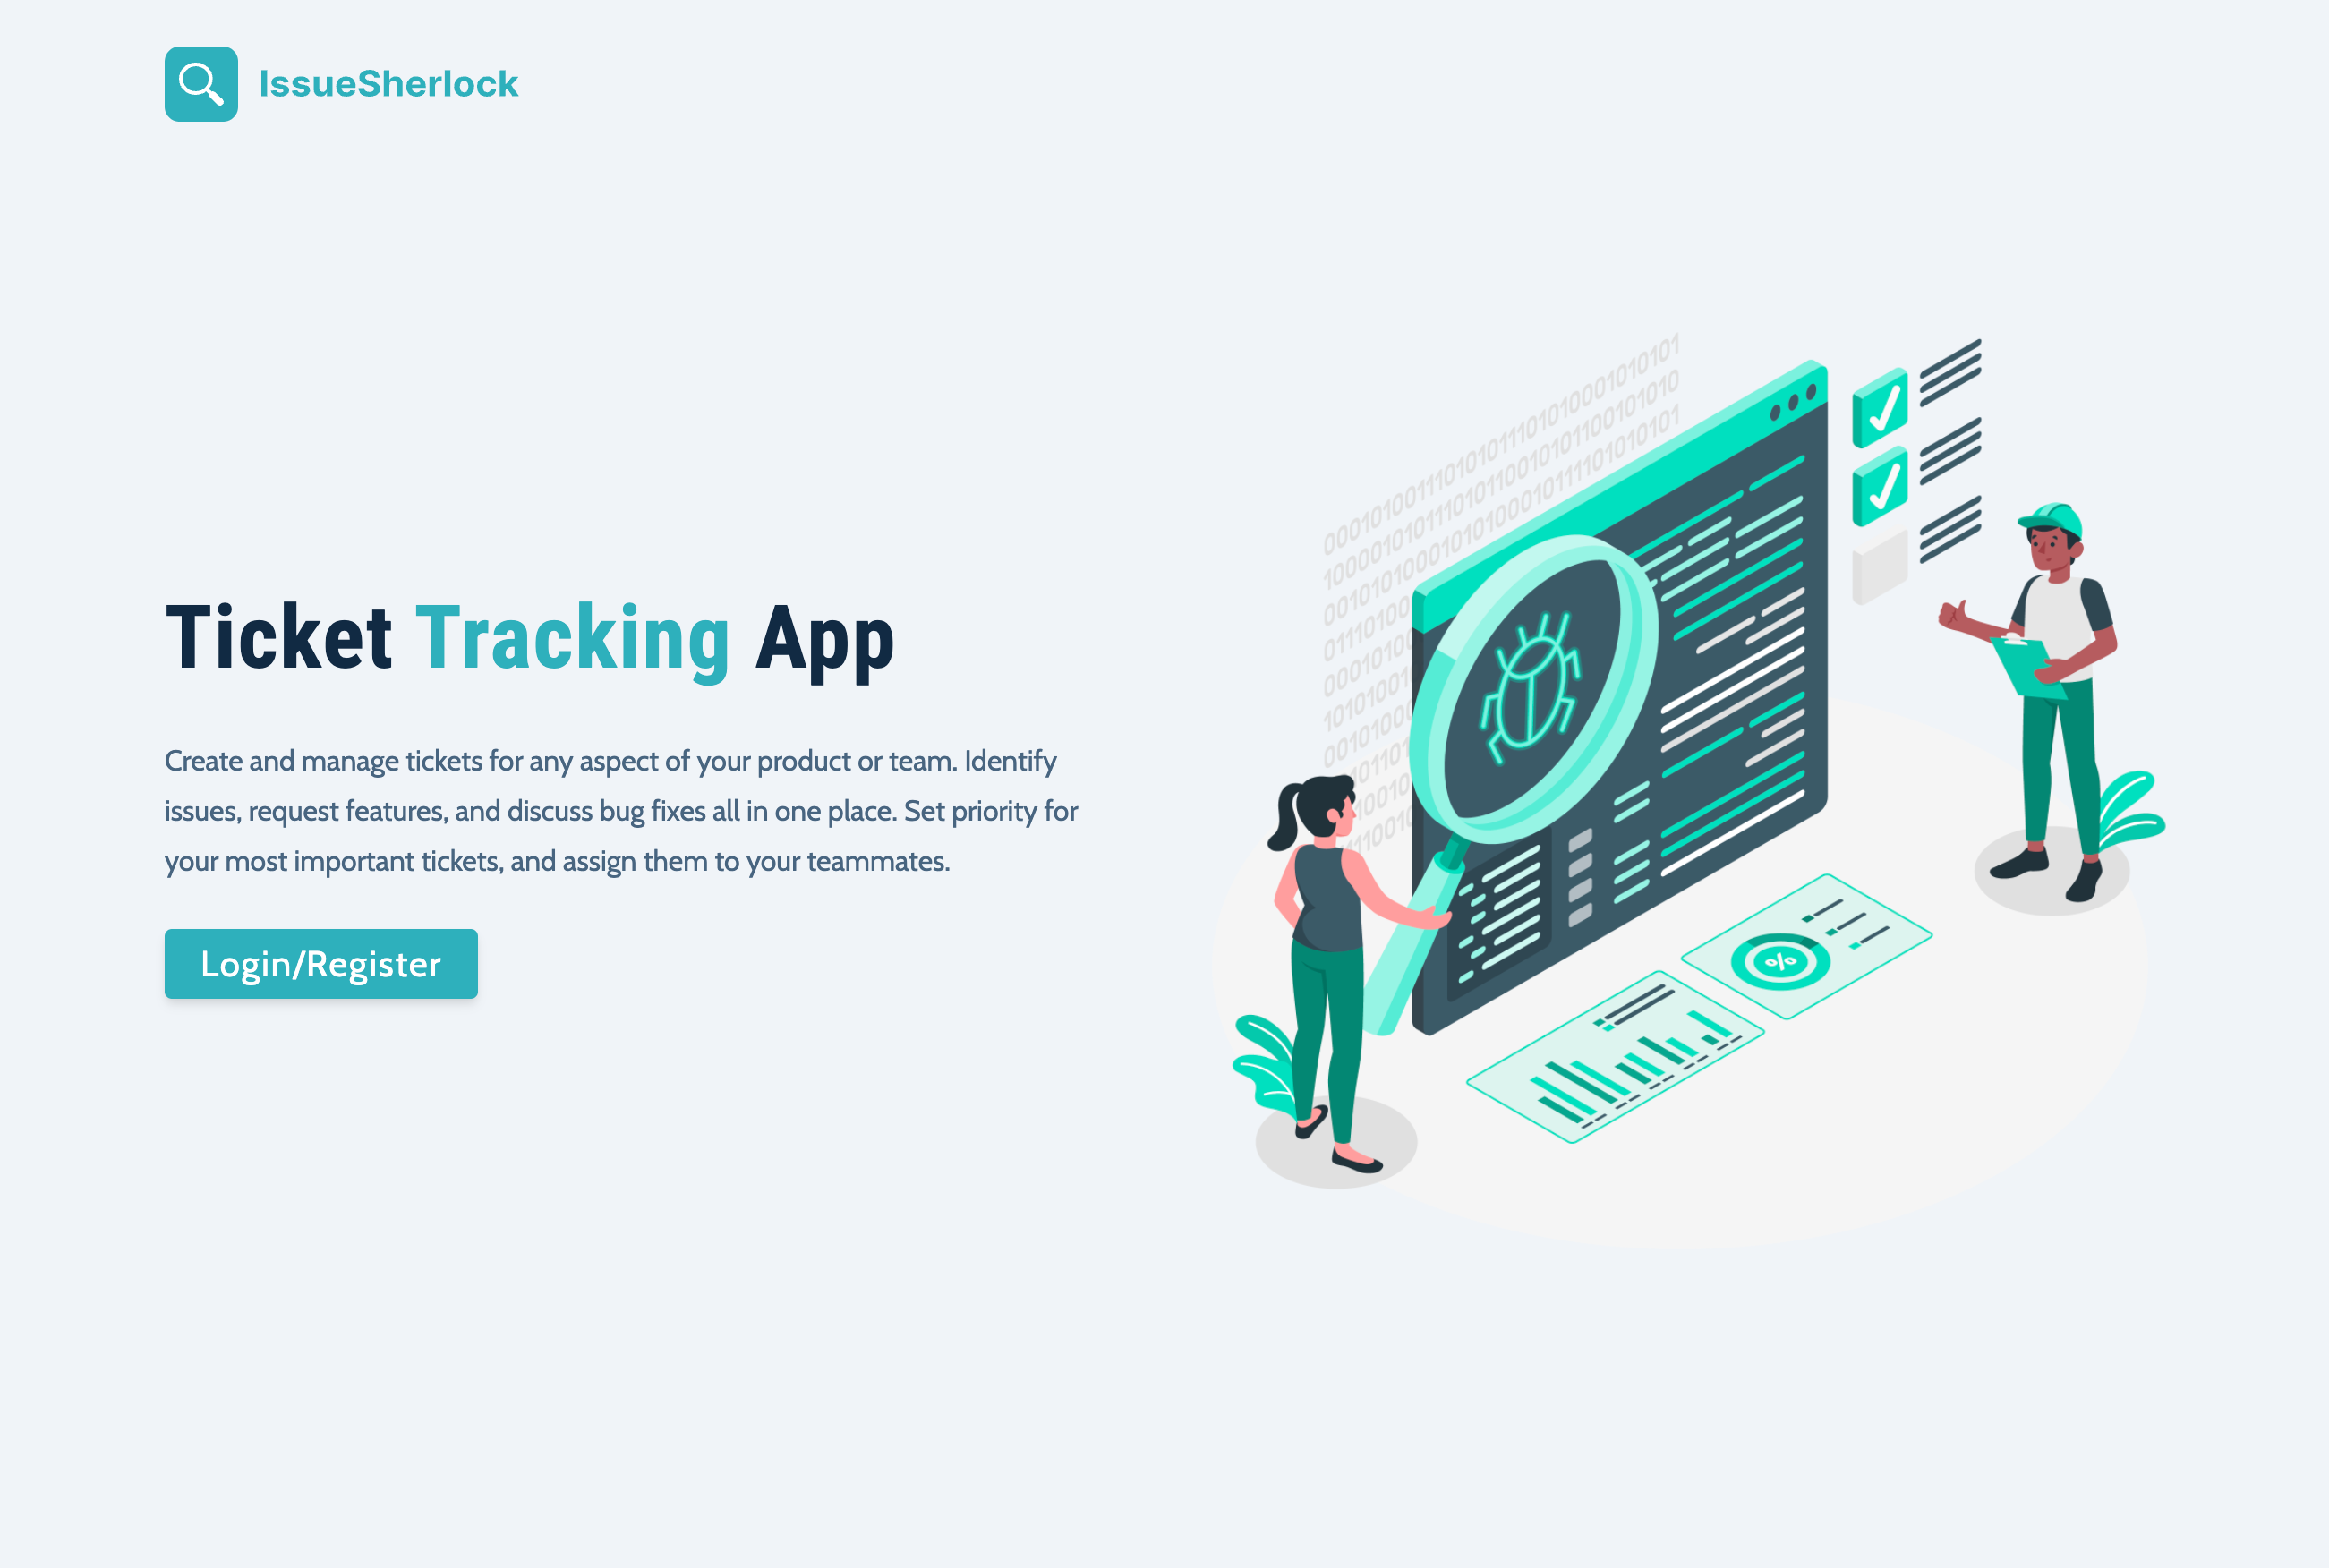 IssueSherlock
Ticket Tracking App
Create and manage tickets for any aspect of your product or team. Identify
issues, request features, and discuss bug fixes all in one place. Set priority for
your most important tickets, and assign them to your teammates.
Login/Register
%